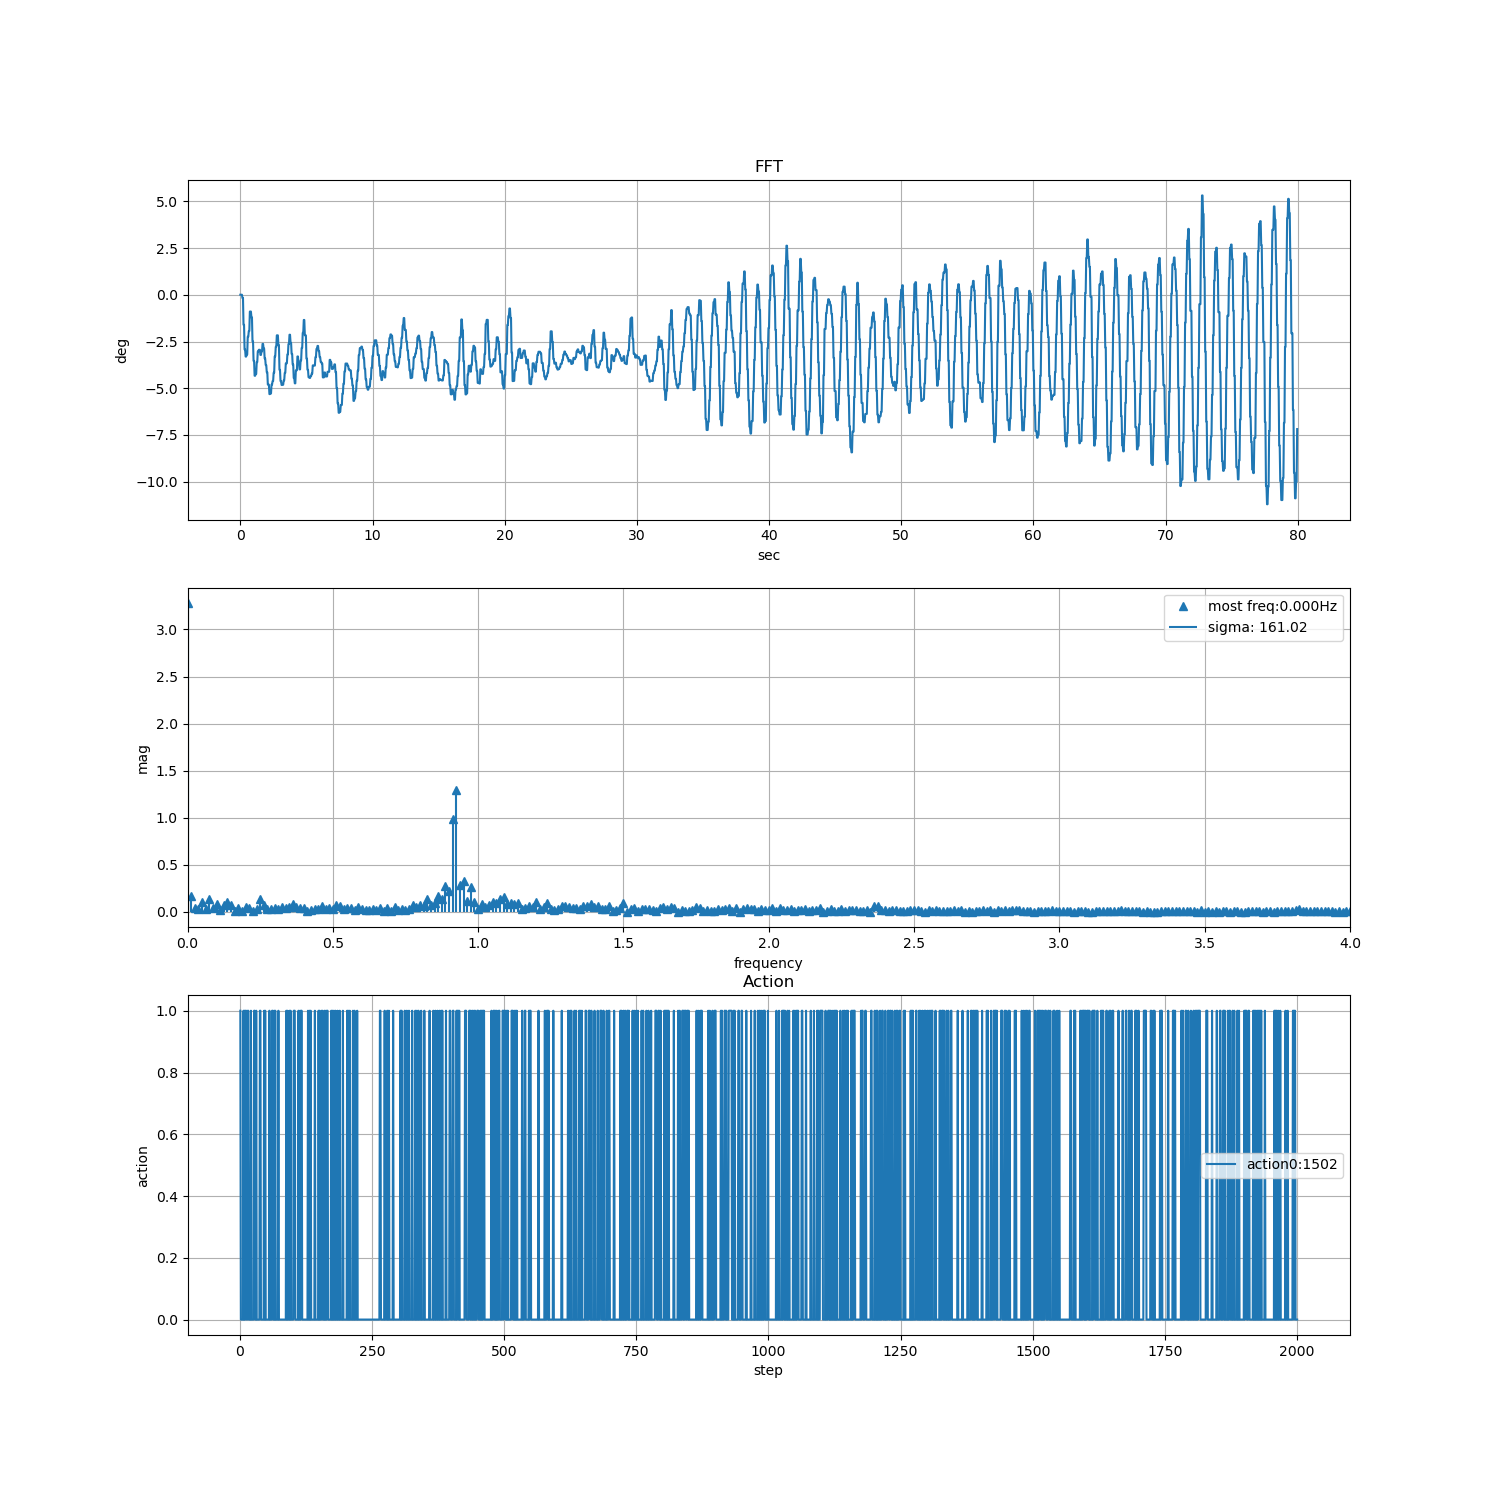 FFT
5.0
2.5
0.0
−2.5
−5.0
−7.5
−10.0
deg
0 10 20 30 40 50 60 70 80
sec
3.0
2.5
2.0
1.5
1.0
0.5
0.0
mag
most freq:0.000Hz
sigma: 161.02
0.0 0.5 1.0 1.5 2.0 2.5 3.0 3.5 4.0
frequency
Action
1.0
0.8
0.6
0.4
0.2
0.0
action
action0:1502
0 250 500 750 1000 1250 1500 1750 2000
step